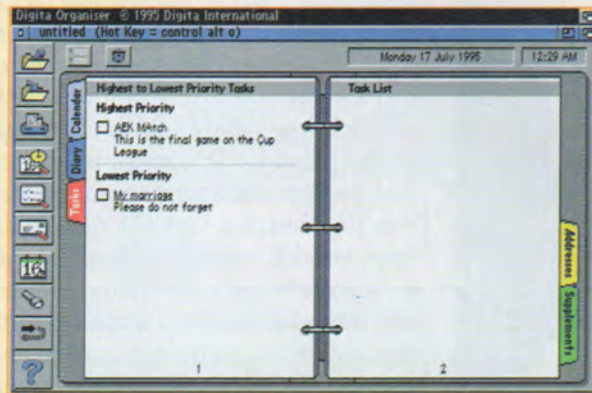 Digita Organiser © 1995 Digita International
untitled (Hot Key = control alt o)
Monday 17 July 1995
12:29 AM
Calendar
Diary
Tasks
Highest to Lowest Priority Tasks
Highest Priority
AEK MAtch
This is the final game on the Cup
League
Lowest Priority
My marriage
Please do not forget
1
Task List
2
Addresses
Supplements
16
?